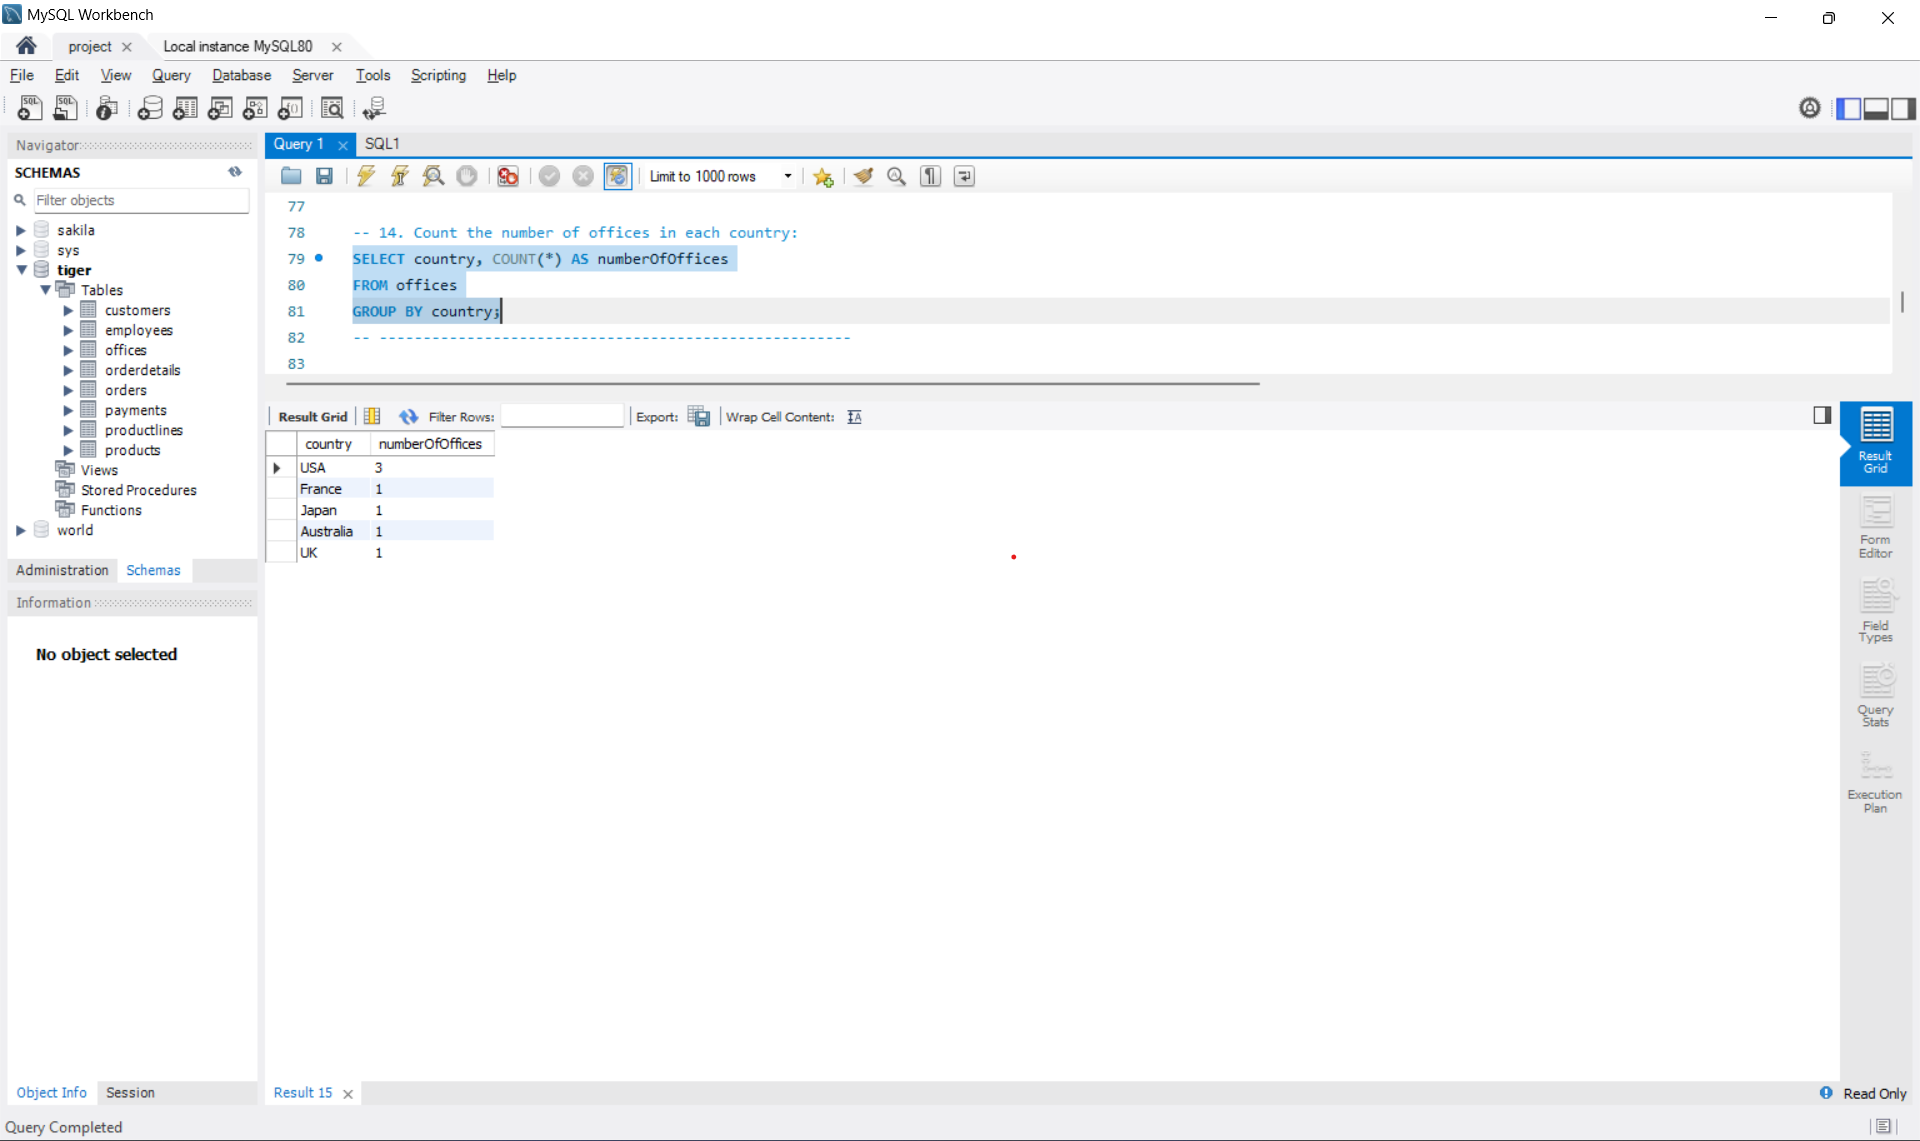 MySQL Workbench
project
Local instance MySQL80
File Edit View Query Database Server Tools Scripting Help
Navigator
SCHEMAS
Filter objects
sakila
sys
tiger
Tables
customers
employees
offices
orderdetails
orders
payments
productlines
products
Views
Stored Procedures
Functions
world
Administration Schemas
Information
No object selected
Object Info Session
Query 1
SQL1
Limit to 1000 rows
77
78 -- 14. Count the number of offices in each country:
79 SELECT country, COUNT(*) AS numberOfOffices
80 FROM offices
81 GROUP BY country;
82 -- ------------------------------------------------------
83
Result Grid Filter Rows: Export: Wrap Cell Content:
country numberOfOffices
USA 3
France 1
Japan 1
Australia 1
UK 1
Result
Grid
Form
Editor
Field
Types
Query
Stats
Execution
Plan
Result 15
Read Only
Query Completed